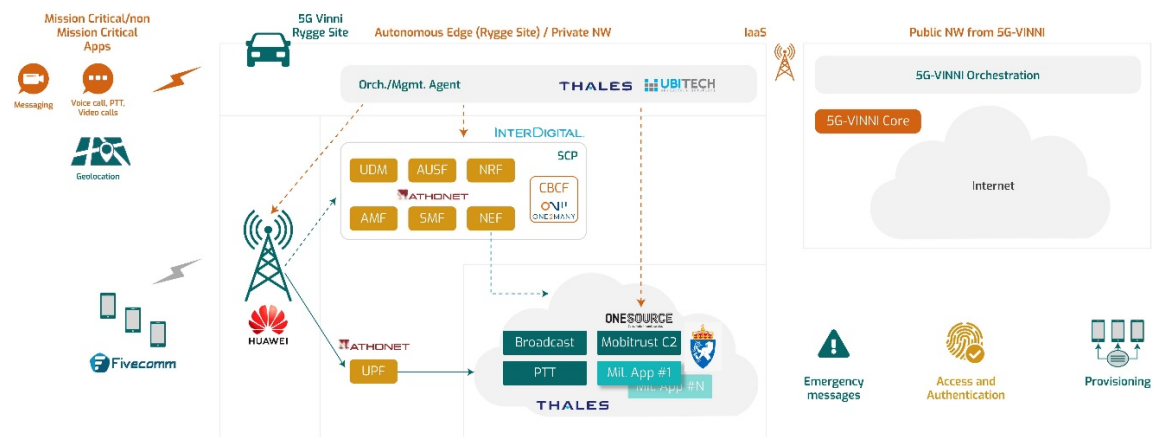 Mission Critical/non
Mission Critical
Apps
Messaging
Voice call, PTT,
Video calls
Geolocation
Fivecomm
5G Vinni
Rygge Site
Autonomous Edge (Rygge Site) / Private NW
IaaS
Orch./Mgmt. Agent
THALES
UBITECH
INTERDIGITAL
SCP
UDM
AUSF
NRF
ATHONET
CBCF
ONE2MANY
AMF
SMF
NEF
HUAWEI
ATHONET
UPF
ONESOURCE
Broadcast
Mobitrust C2
PTT
Mil. App #1
Mil. App #N
THALES
Public NW from 5G-VINNI
5G-VINNI Orchestration
5G-VINNI Core
Internet
Emergency
messages
Access and
Authentication
Provisioning